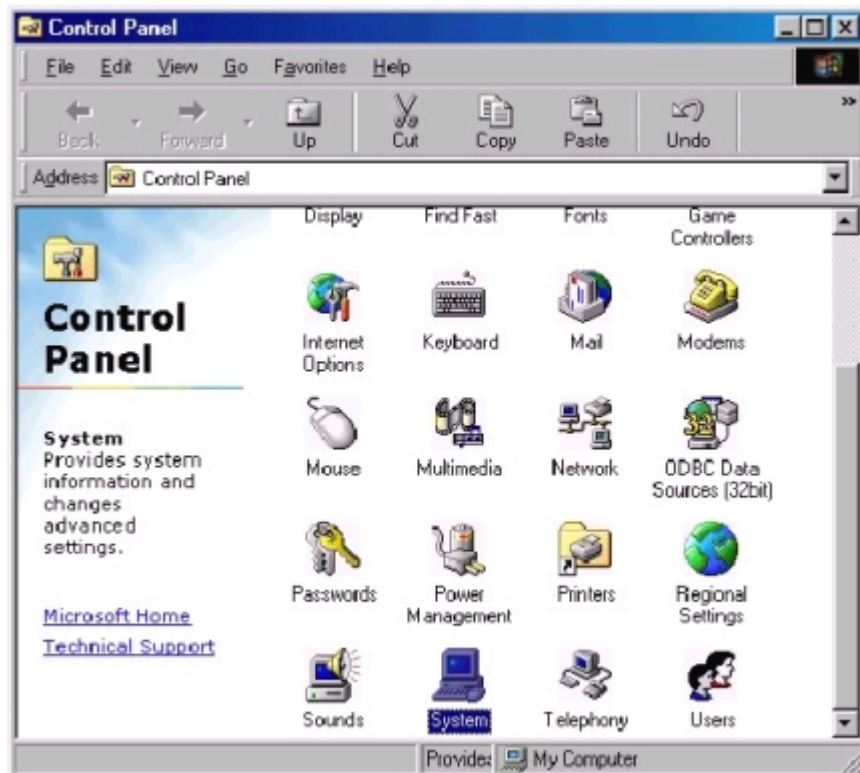 Control Panel
File Edit View Go Favorites Help
Back Forward Up Cut Copy Paste Undo »
Address Control Panel
Control
Panel
System
Provides system
information and
changes
advanced
settings.
Microsoft Home
Technical Support
Display Find Fast Fonts Game
Controllers
Internet
Options
Keyboard Mail Modems
Mouse Multimedia Network ODBC Data
Sources (32bit)
Passwords Power
Management
Printers Regional
Settings
Sounds System Telephony Users
Provides My Computer